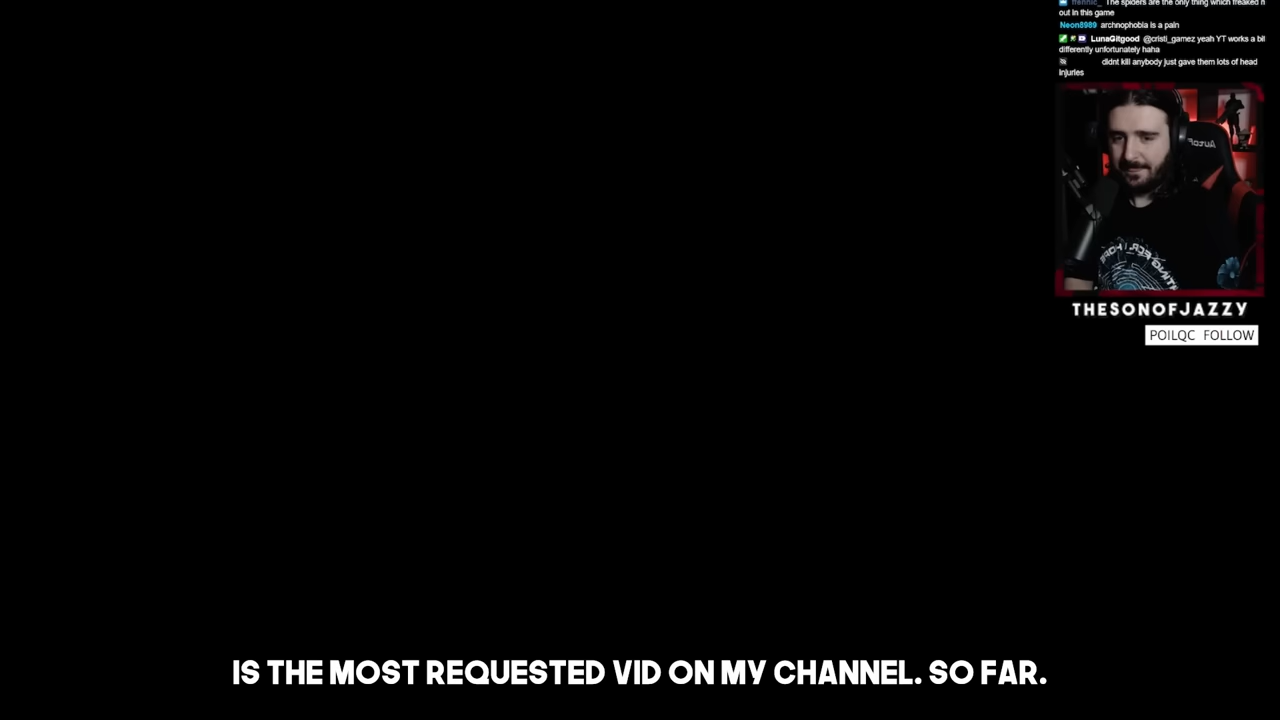 The spiders are the only thing which freaked
out in this game
Neon8989 archnophobia is a pain
LunaGitgood @cristi_gamez yeah YT works a bit
differently unfortunately haha
didnt kill anybody just gave them lots of head
injuries
THESONOFJAZZY
POILQC FOLLOW
IS THE MOST REQUESTED VID ON MY CHANNEL. SO FAR.